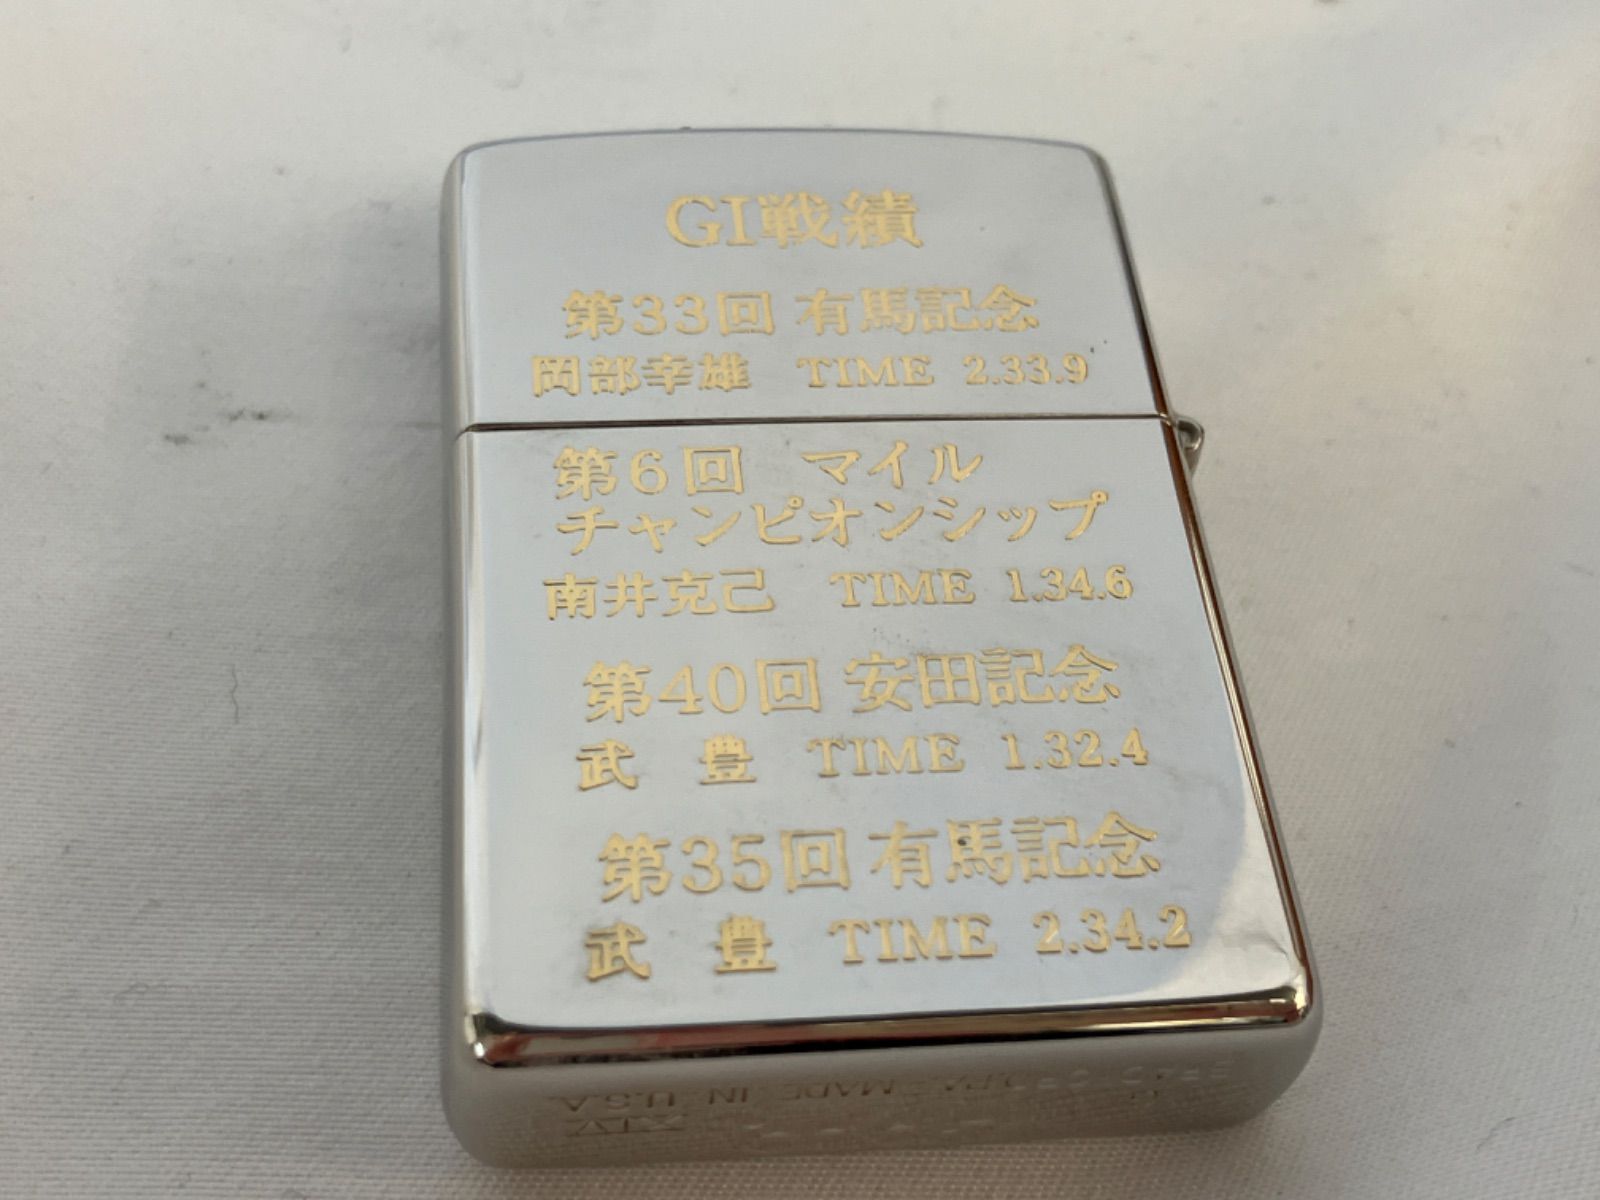 GI戦績
第33回 有馬記念
岡部幸雄 TIME 2.33.9
第6回 マイル
チャンピオンシップ
南井克己 TIME 1.34.6
第40回 安田記念
武 豊 TIME 1.32.4
第35回 有馬記念
武 豊 TIME 2.34.2
MADE IN U.S.A.
XIV